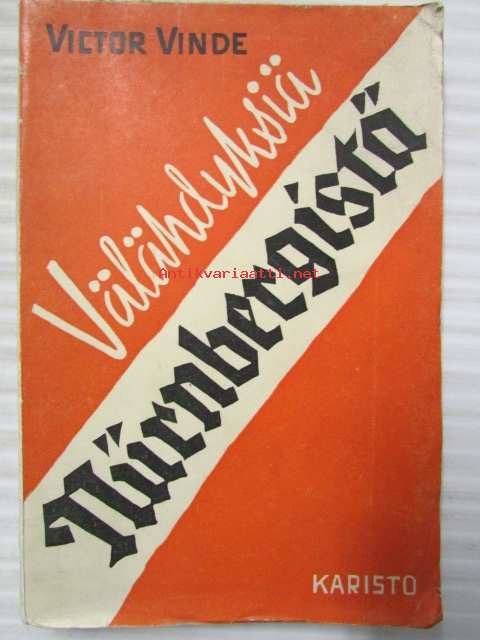 VICTOR VINDE
Välähdyksiä
Nürnbergistä
Antikvariaatti.net
KARISTO